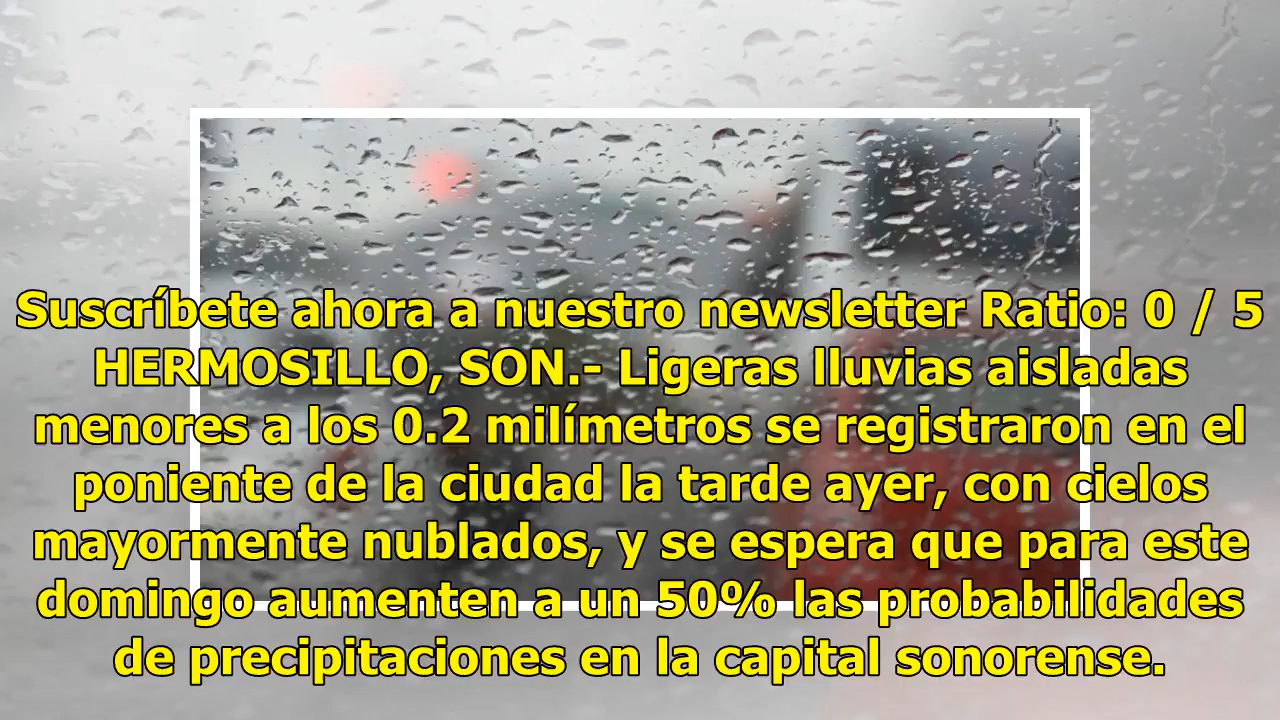 Suscríbete ahora a nuestro newsletter Ratio: 0 / 5
HERMOSILLO, SON.- Ligeras lluvias aisladas
menores a los 0.2 milímetros se registraron en el
poniente de la ciudad la tarde ayer, con cielos
mayormente nublados, y se espera que para este
domingo aumenten a un 50% las probabilidades
de precipitaciones en la capital sonorense.